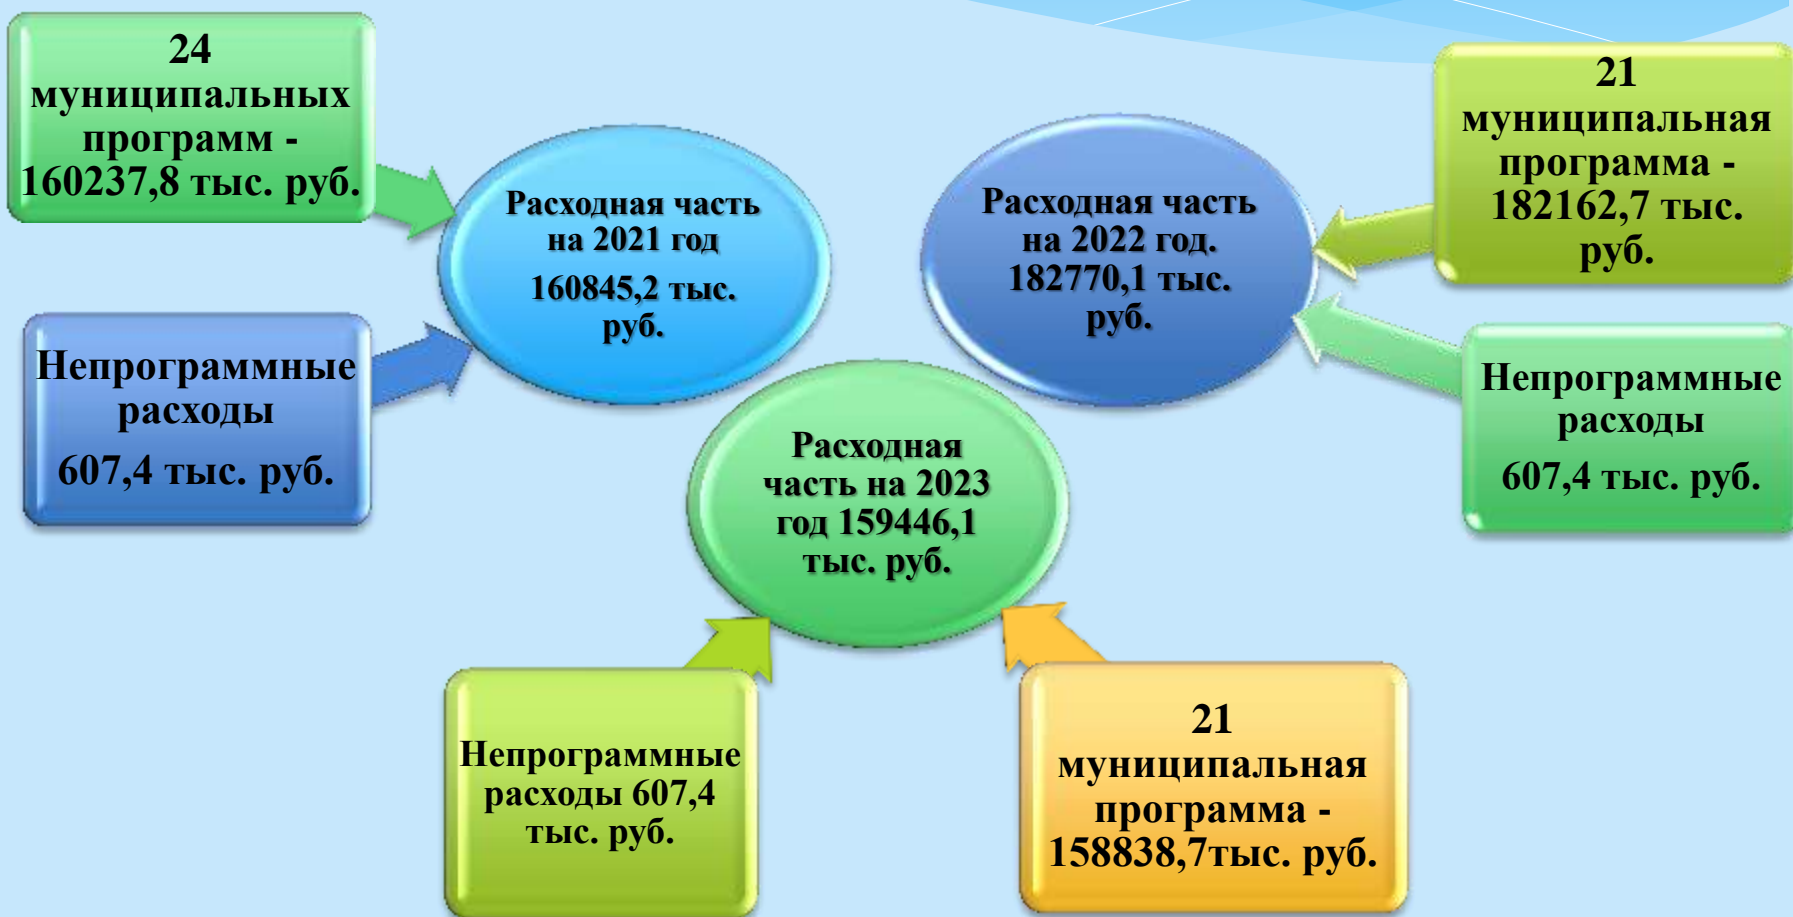 24
муниципальных
программ -
160237,8 тыс. руб.
Расходная часть
на 2021 год
160845,2 тыс.
руб.
Непрограммные
расходы
607,4 тыс. руб.
Расходная часть
на 2022 год.
182770,1 тыс.
руб.
21
муниципальная
программа -
182162,7 тыс.
руб.
Непрограммные
расходы
607,4 тыс. руб.
Расходная
часть на 2023
год 159446,1
тыс. руб.
Непрограммные
расходы 607,4
тыс. руб.
21
муниципальная
программа -
158838,7тыс. руб.